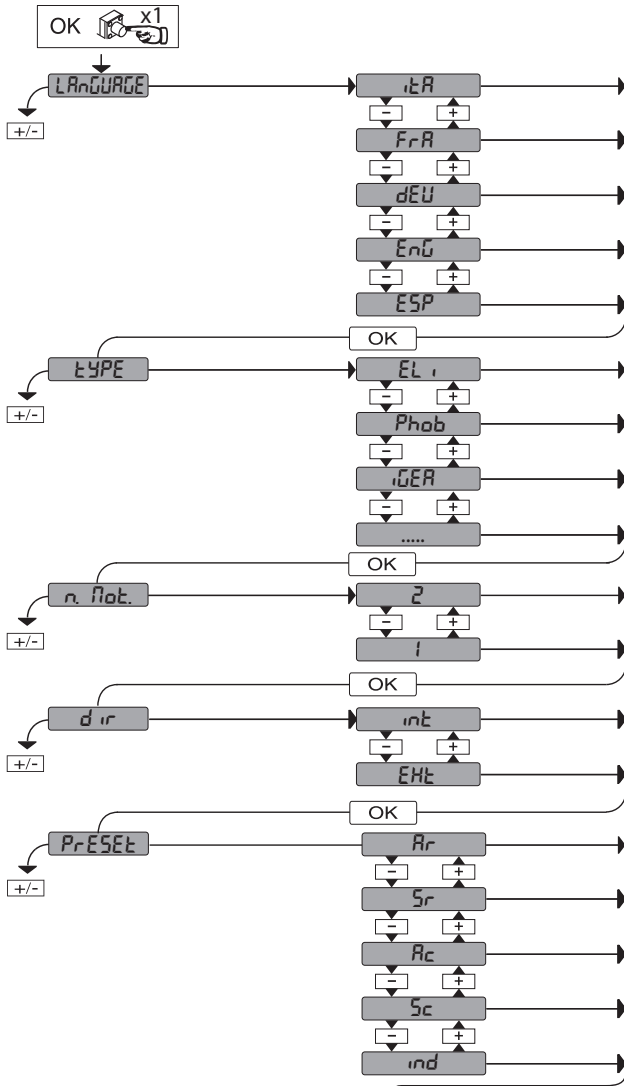 OK x1
LAnGUAGE
+/-
itA
- +
FrA
- +
dEU
- +
EnG
- +
ESP
OK
tYPE
+/-
ELi
- +
Phob
- +
iGEA
- +
.....
OK
n. Mot.
+/-
2
- +
1
OK
dir
+/-
int
- +
EHt
OK
PrESEt
+/-
Ar
- +
Sr
- +
Ac
- +
Sc
- +
ind